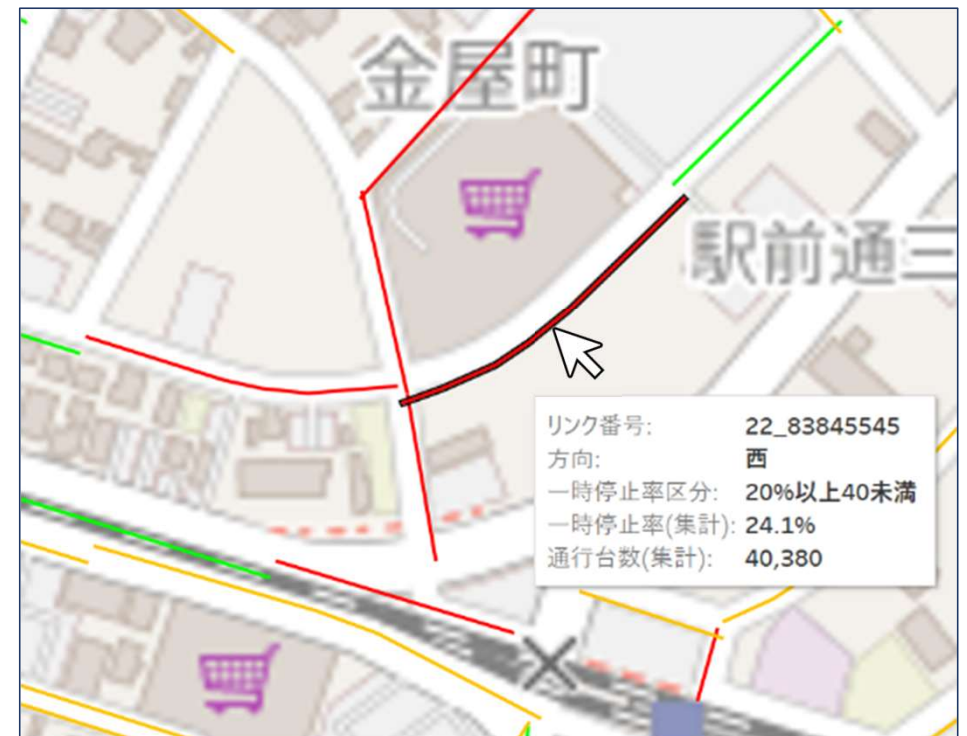 金屋町
駅前通三
リンク番号: 22_83845545
方向: 西
一時停止率区分: 20%以上40未満
一時停止率(集計): 24.1%
通行台数(集計): 40,380